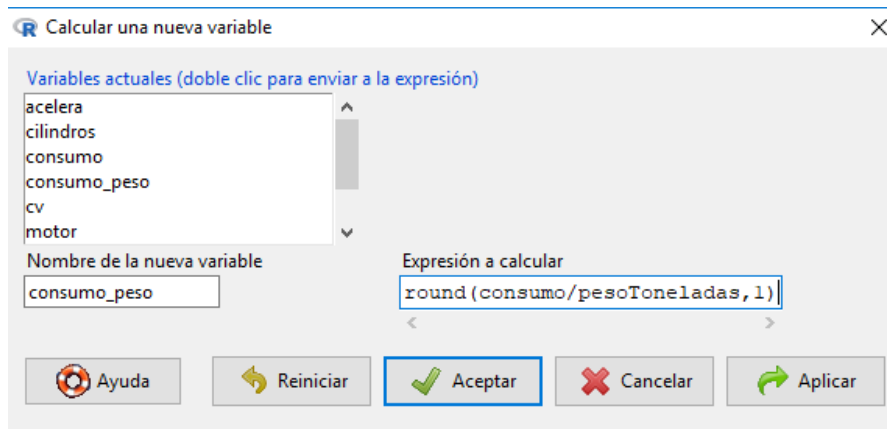 Calcular una nueva variable
Variables actuales (doble clic para enviar a la expresión)
acelera
cilindros
consumo
consumo_peso
cv
motor
Nombre de la nueva variable
Expresión a calcular
consumo_peso
round(consumo/pesoToneladas,1)
Ayuda
Reiniciar
Aceptar
Cancelar
Aplicar